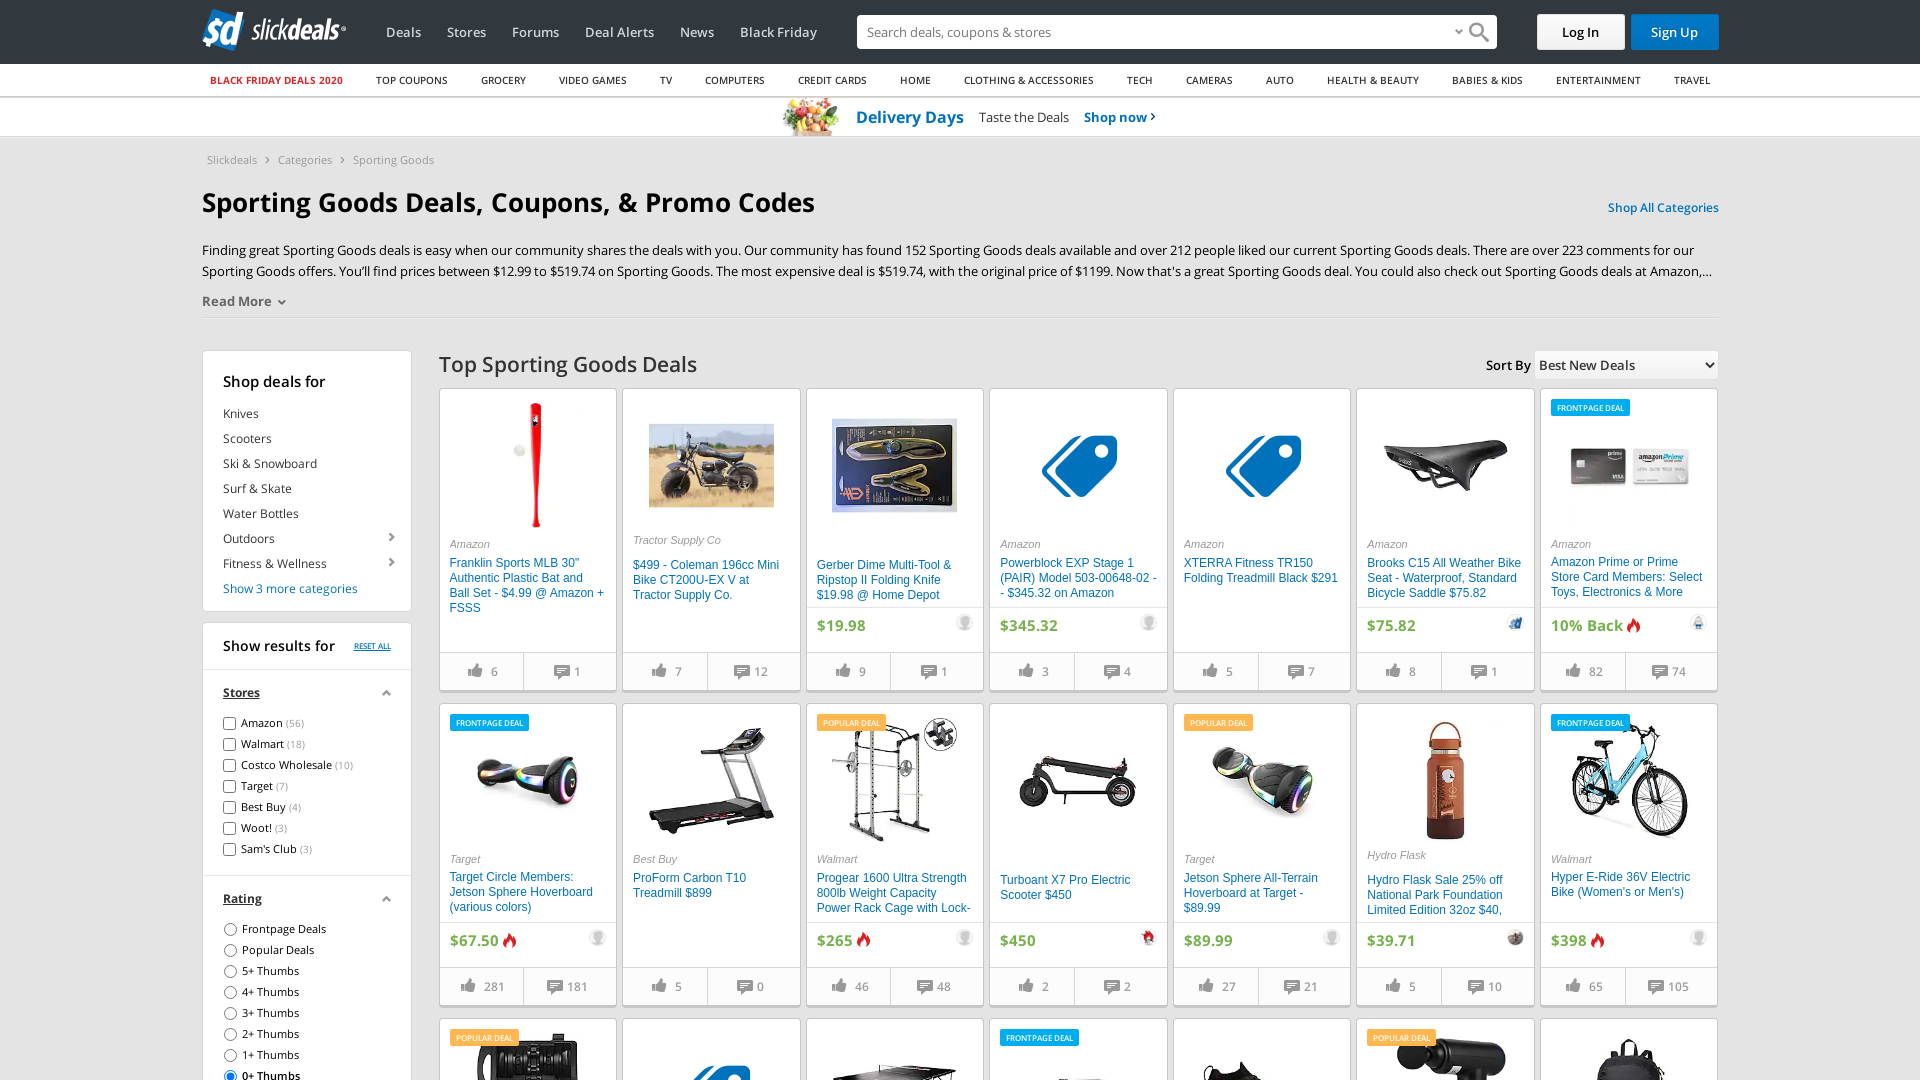 sd slickdeals
Deals
Stores
Forums
Deal Alerts
News
Black Friday
Search deals, coupons & stores
Log In
Sign Up
BLACK FRIDAY DEALS 2020
TOP COUPONS
GROCERY
VIDEO GAMES
TV
COMPUTERS
CREDIT CARDS
HOME
CLOTHING & ACCESSORIES
TECH
CAMERAS
AUTO
HEALTH & BEAUTY
BABIES & KIDS
ENTERTAINMENT
TRAVEL
Delivery Days Taste the Deals Shop now
Slickdeals > Categories > Sporting Goods
Sporting Goods Deals, Coupons, & Promo Codes
Shop All Categories
Finding great Sporting Goods deals is easy when our community shares the deals with you. Our community has found 152 Sporting Goods deals available and over 212 people liked our current Sporting Goods deals. There are over 223 comments for our
Sporting Goods offers. You'll find prices between $12.99 to $519.74 on Sporting Goods. The most expensive deal is $519.74, with the original price of $1199. Now that's a great Sporting Goods deal. You could also check out Sporting Goods deals at Amazon,...
Read More
Shop deals for
Knives
Scooters
Ski & Snowboard
Surf & Skate
Water Bottles
Outdoors
Fitness & Wellness
Show 3 more categories
Show results for
RESET ALL
Stores
Amazon (56)
Walmart (18)
Costco Wholesale (10)
Target (7)
Best Buy (4)
Woot! (3)
Sam's Club (3)
Rating
Frontpage Deals
Popular Deals
5+ Thumbs
4+ Thumbs
3+ Thumbs
2+ Thumbs
1+ Thumbs
0+ Thumbs
Top Sporting Goods Deals
Sort By
Best New Deals
Amazon
Franklin Sports MLB 30"
Authentic Plastic Bat and
Ball Set - $4.99 @ Amazon +
FSSS
6
1
Tractor Supply Co
$499 - Coleman 196cc Mini
Bike CT200U-EX V at
Tractor Supply Co.
7
12
Gerber Dime Multi-Tool &
Ripstop II Folding Knife
$19.98 @ Home Depot
$19.98
9
1
Amazon
Powerblock EXP Stage 1
(PAIR) Model 503-00648-02 -
- $345.32 on Amazon
$345.32
3
4
Amazon
XTERRA Fitness TR150
Folding Treadmill Black $291
5
7
Amazon
Brooks C15 All Weather Bike
Seat - Waterproof, Standard
Bicycle Saddle $75.82
$75.82
8
1
FRONTPAGE DEAL
prime
VISA
amazonPrime
Amazon
Amazon Prime or Prime
Store Card Members: Select
Toys, Electronics & More
10% Back
82
74
FRONTPAGE DEAL
Target
Target Circle Members:
Jetson Sphere Hoverboard
(various colors)
$67.50
281
181
Best Buy
ProForm Carbon T10
Treadmill $899
5
0
POPULAR DEAL
Walmart
Progear 1600 Ultra Strength
800lb Weight Capacity
Power Rack Cage with Lock-
$265
46
48
Turboant X7 Pro Electric
Scooter $450
$450
2
2
POPULAR DEAL
Target
Jetson Sphere All-Terrain
Hoverboard at Target -
$89.99
$89.99
27
21
Hydro Flask
Hydro Flask Sale 25% off
National Park Foundation
Limited Edition 32oz $40,
$39.71
5
10
FRONTPAGE DEAL
Walmart
Hyper E-Ride 36V Electric
Bike (Women's or Men's)
$398
65
105
POPULAR DEAL
FRONTPAGE DEAL
POPULAR DEAL